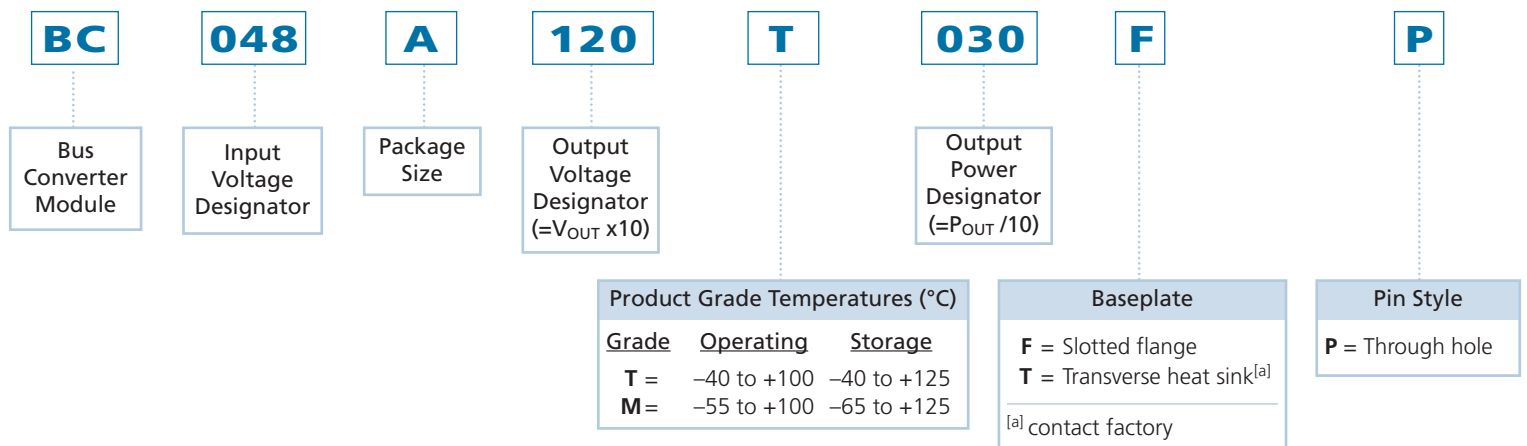 BC 048 A 120 T 030 F P
Bus
Converter
Module
Input
Voltage
Designator
Package
Size
Output
Voltage
Designator
(=VOUT x10)
Output
Power
Designator
(=POUT /10)
Product Grade Temperatures (°C)
Grade Operating Storage
T = –40 to +100 –40 to +125
M = –55 to +100 –65 to +125
Baseplate
F = Slotted flange
T = Transverse heat sink[a]
[a] contact factory
Pin Style
P = Through hole